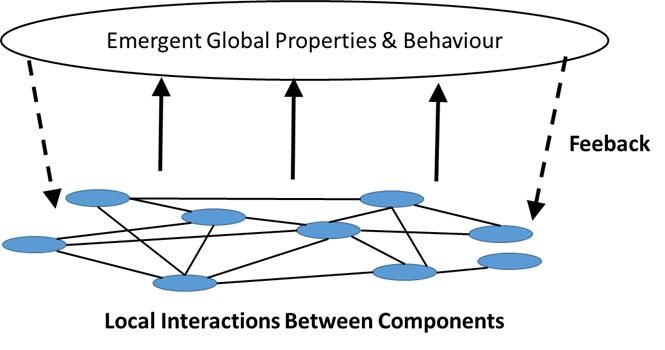 Emergent Global Properties & Behaviour
Feeback
Local Interactions Between Components